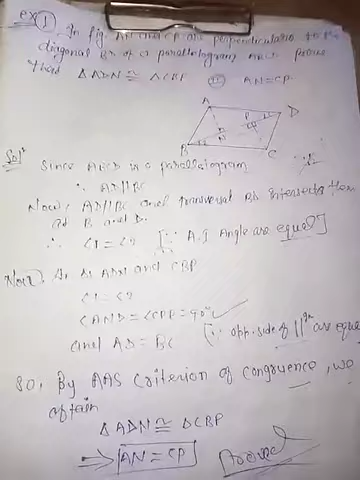 ex ① In fig. AN and CP are perpendiculars to the
diagonal BD of a parallelogram ABCD prove
that ΔADN ≅ ΔCBP ② AN=CP.
A
D
P
N
B
C
Solⁿ
Since ABCD is a parallelogram
∴ AD||BC
Now, AD||BC and transversal BD intersects them
at B and D.
∴ <1 = <2 [∵ A.I Angle are equal]
Now, In Δs ADN and CBP
<1 = <2
<AND = <CPB = 90°
and AD = BC [∵ opp. side of ||gm are equal
So, By AAS Criterion of congruence, we
obtain
ΔADN ≅ ΔCBP
⇒ AN = CP Proved